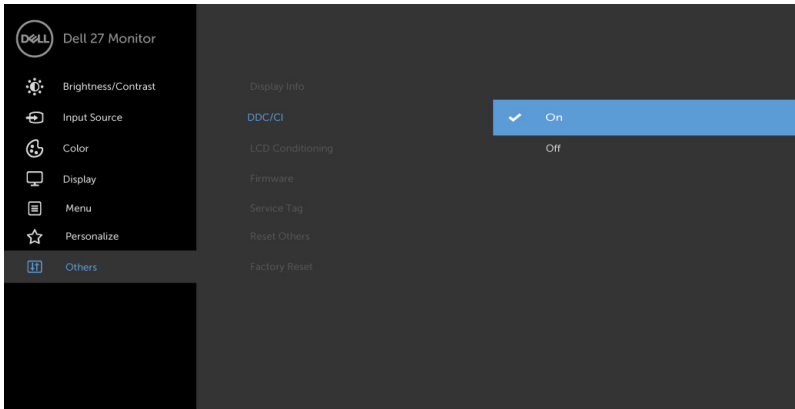 DELL Dell 27 Monitor
Brightness/Contrast
Display Info
Input Source
DDC/CI
On
Color
LCD Conditioning
Off
Display
Firmware
Menu
Service Tag
Personalize
Reset Others
Others
Factory Reset